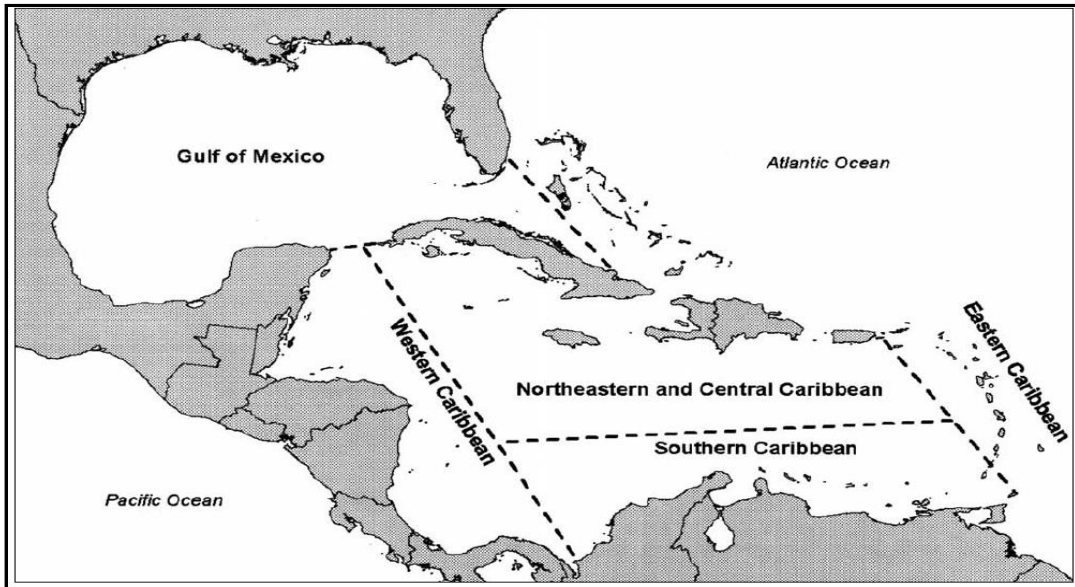 Gulf of Mexico
Atlantic Ocean
Western Caribbean
Eastern Caribbean
Northeastern and Central Caribbean
Southern Caribbean
Pacific Ocean